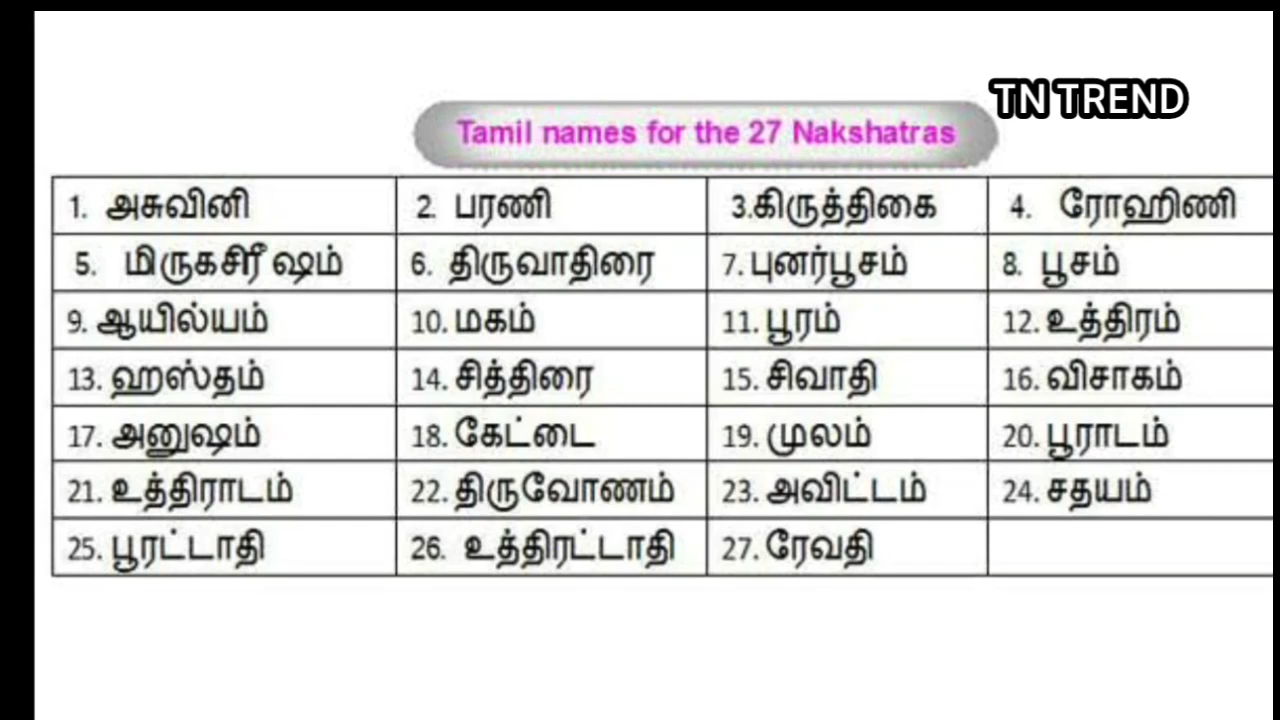 TN TREND
Tamil names for the 27 Nakshatras
1. அசுவினி 2. பரணி 3.கிருத்திகை 4. ரோஹிணி
5. மிருகசிரீ ஷம் 6. திருவாதிரை 7. புனர்பூசம் 8. பூசம்
9. ஆயில்யம் 10. மகம் 11. பூரம் 12. உத்திரம்
13. ஹஸ்தம் 14. சித்திரை 15. சிவாதி 16. விசாகம்
17. அனுஷம் 18. கேட்டை 19. முலம் 20. பூராடம்
21. உத்திராடம் 22. திருவோணம் 23. அவிட்டம் 24. சதயம்
25. பூரட்டாதி 26. உத்திரட்டாதி 27. ரேவதி